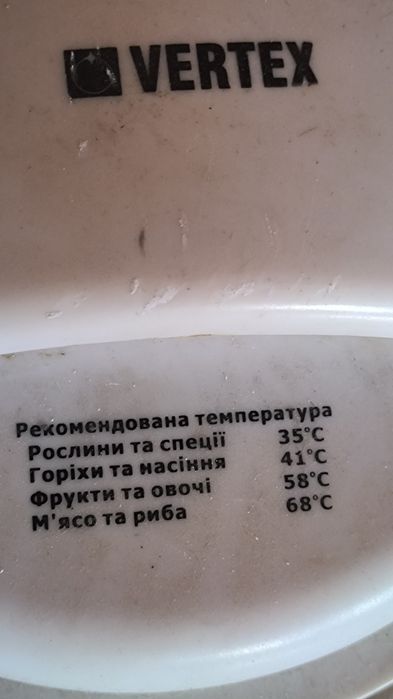 VERTEX
Рекомендована температура
Рослини та спеції 35°C
Горіхи та насіння 41°C
Фрукти та овочі 58°C
М'ясо та риба 68°C